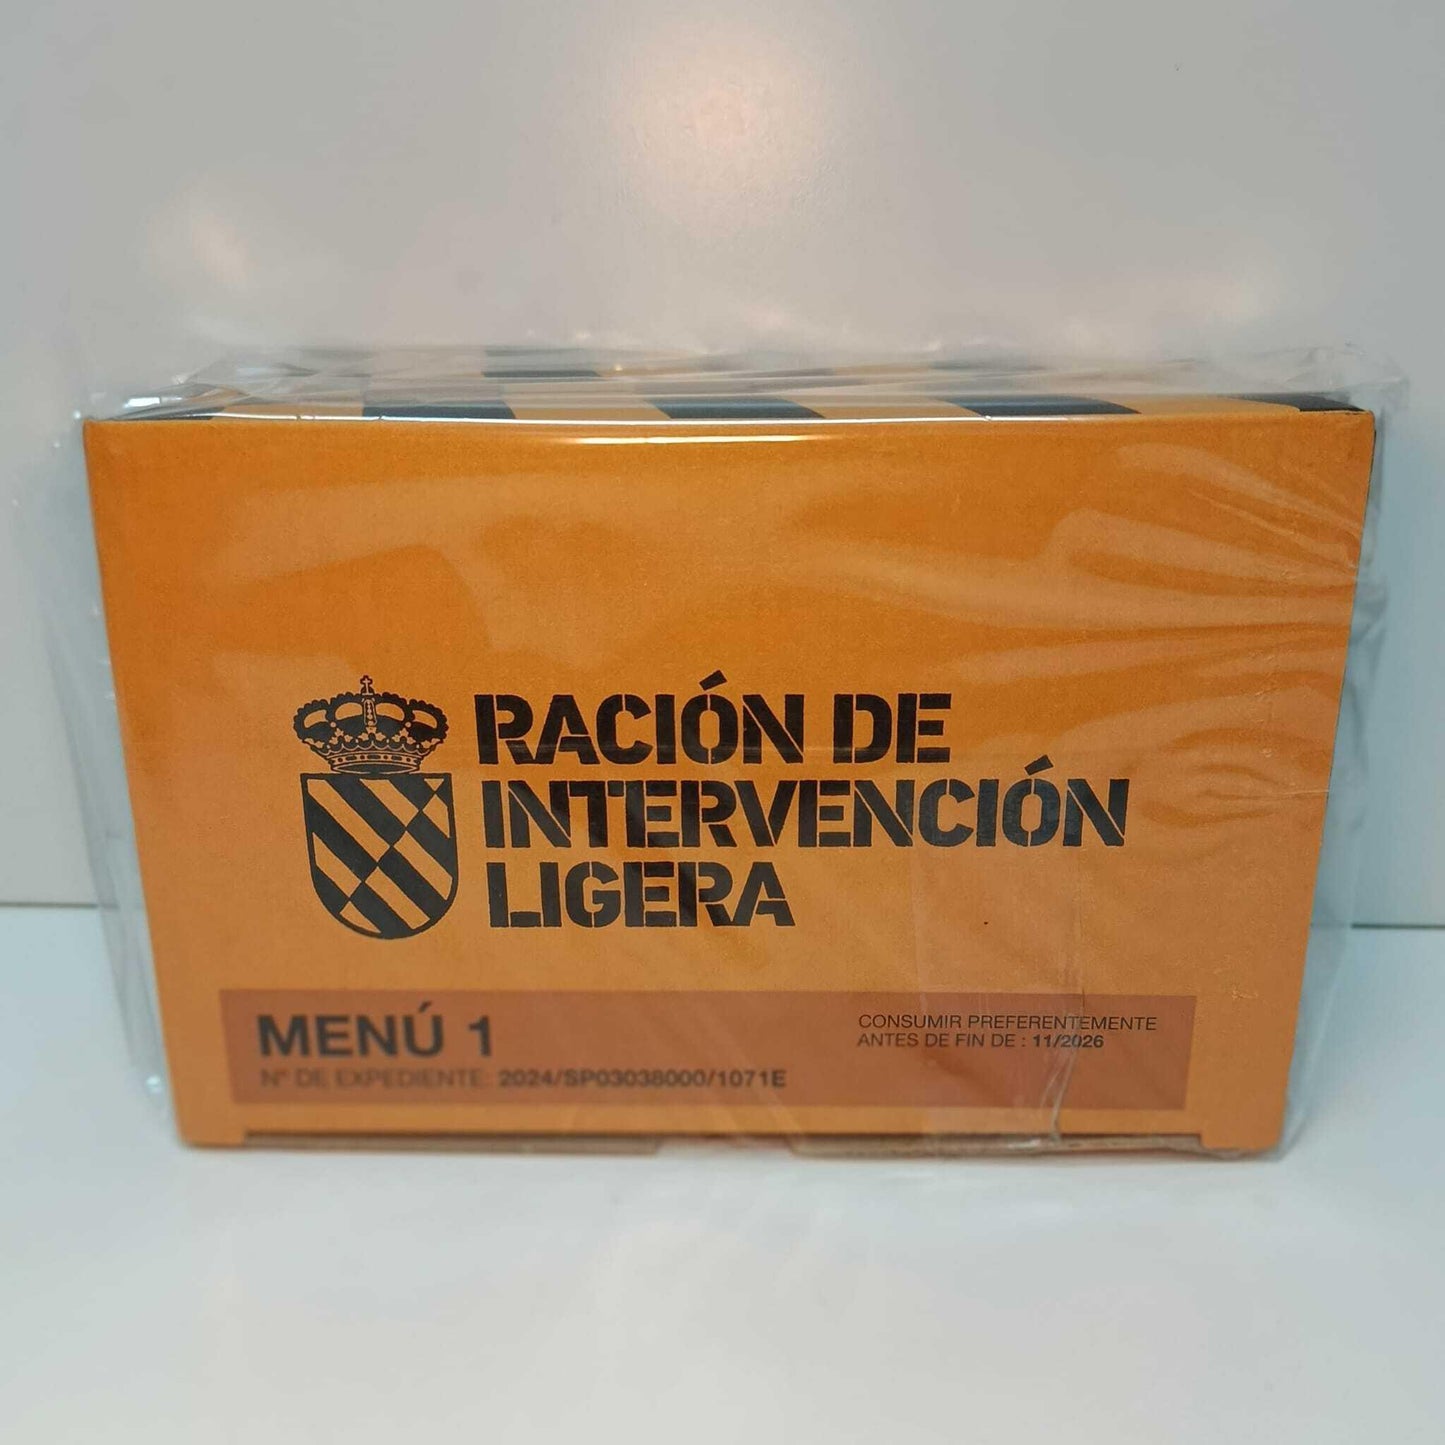 RACIÓN DE
INTERVENCIÓN
LIGERA
MENÚ 1
Nº DE EXPEDIENTE: 2024/SP03038000/1071E
CONSUMIR PREFERENTEMENTE
ANTES DE FIN DE : 11/2026